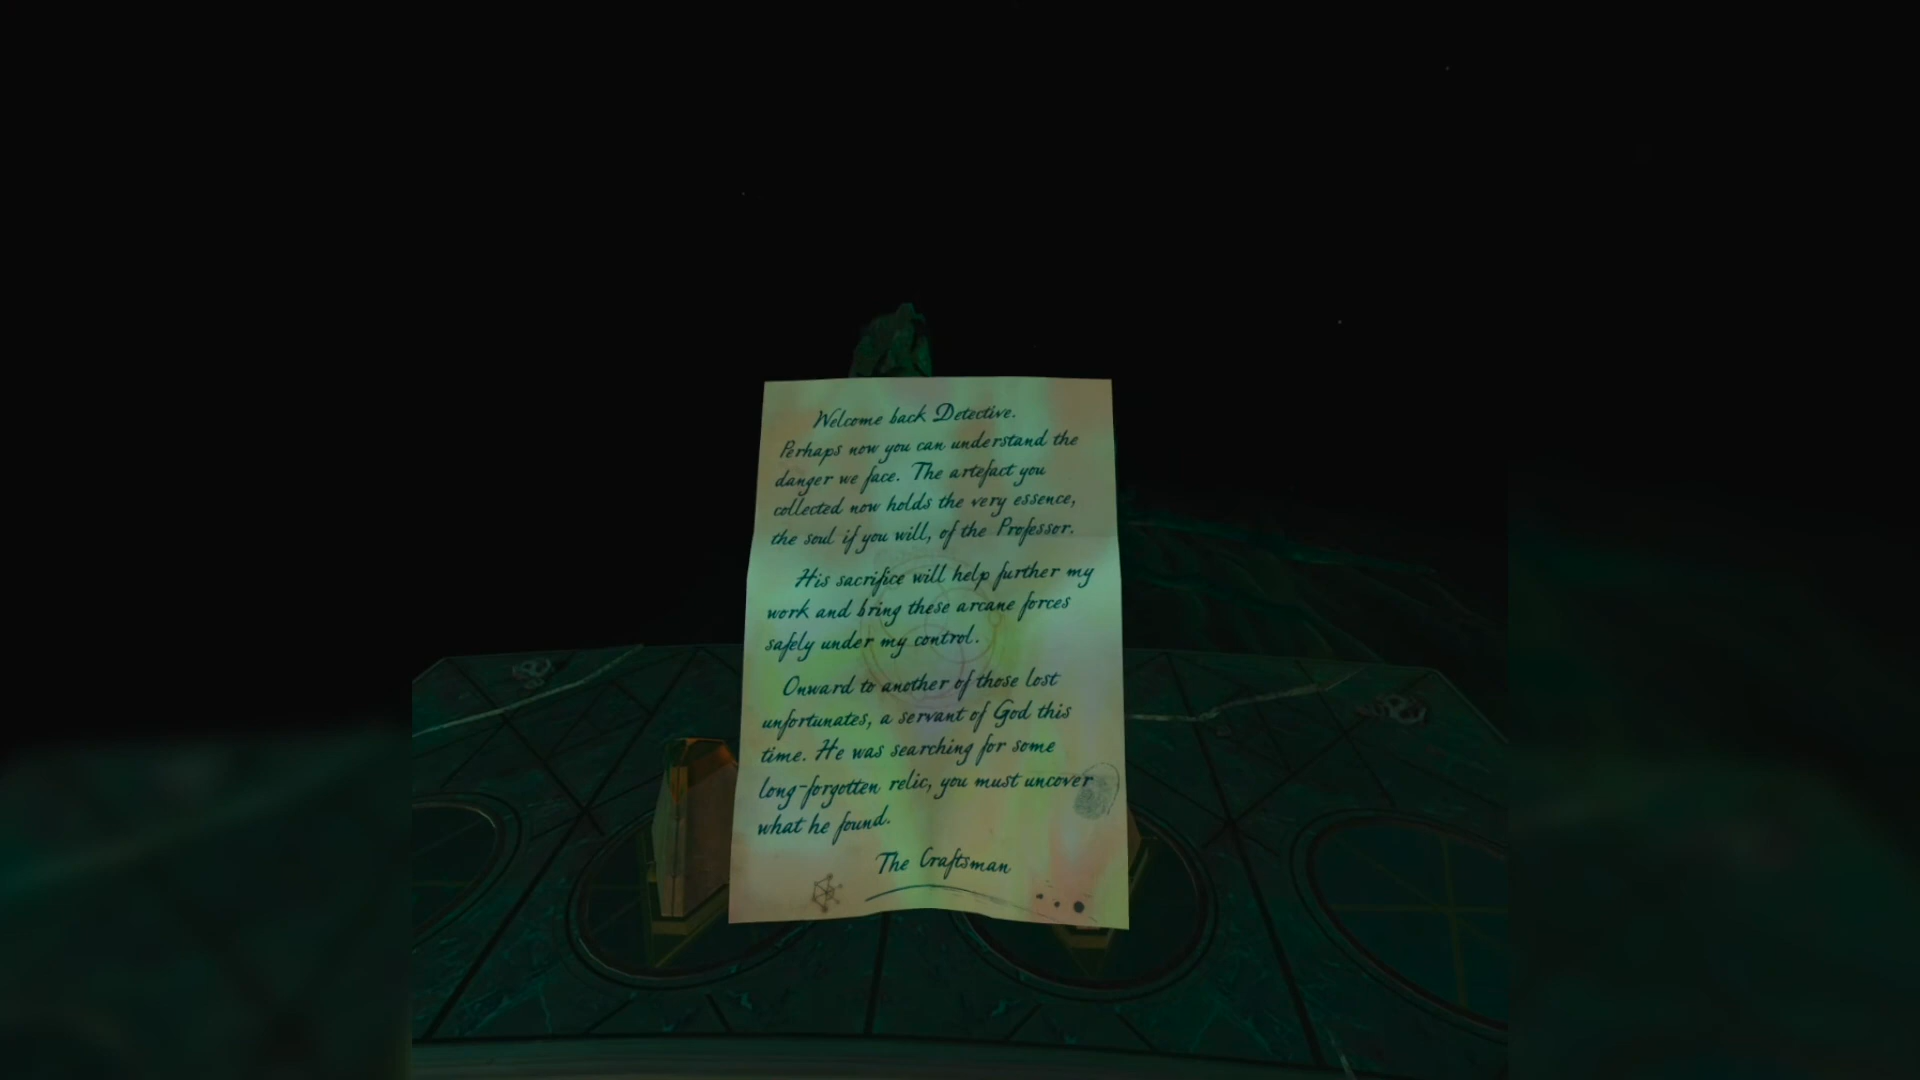 Welcome back Detective.
Perhaps now you can understand the
danger we face. The artefact you
collected now holds the very essence,
the soul if you will, of the Professor.
His sacrifice will help further my
work and bring these arcane forces
safely under my control.
Onward to another of those lost
unfortunates, a servant of God this
time. He was searching for some
long-forgotten relic, you must uncover
what he found.
The Craftsman